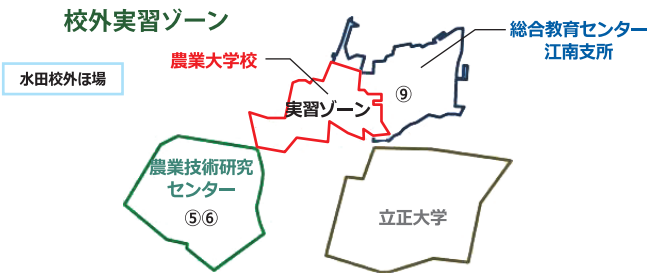 校外実習ゾーン
総合教育センター
江南支所
農業大学校
水田校外ほ場
⑨
実習ゾーン
農業技術研究
センター
⑤⑥
立正大学